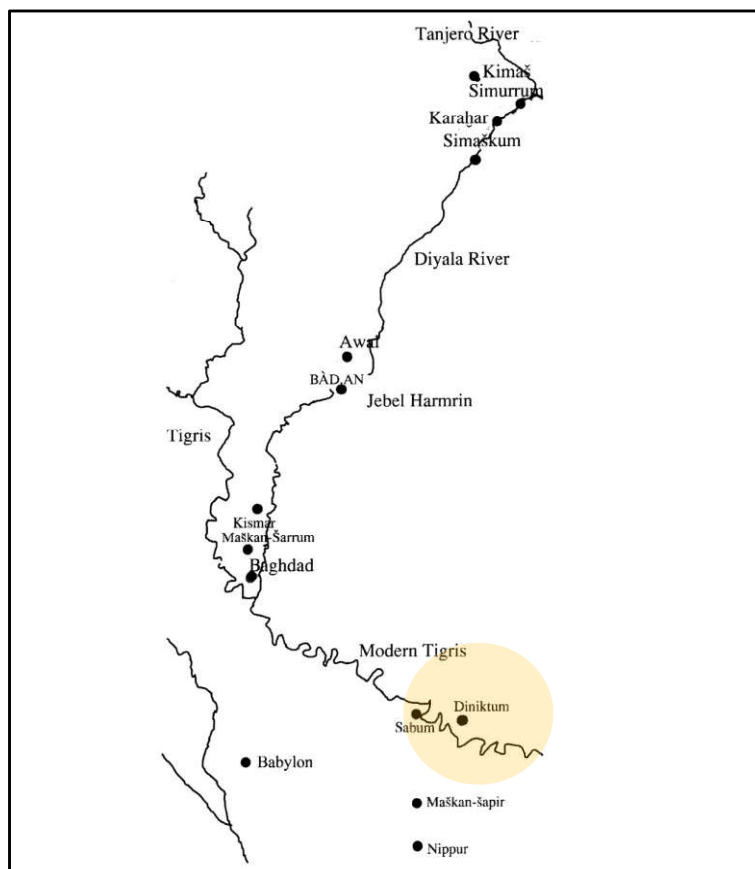 Tanjero River
Kimaš
Simurrum
Karaḫar
Simaškum
Diyala River
Awal
BÀD.AN
Jebel Harmrin
Tigris
Kismar
Maškan-Šarrum
Baghdad
Modern Tigris
Diniktum
Sabum
Babylon
Maškan-šapir
Nippur